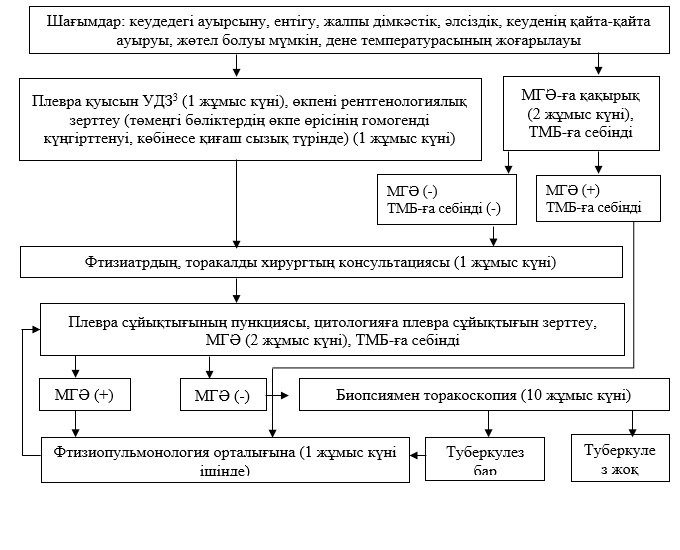 Шағымдар: кеудедегі ауырсыну, ентігу, жалпы дімкәстік, әлсіздік, кеуденің қайта-қайта
ауыруы, жөтел болуы мүмкін, дене температурасының жоғарылауы
Плевра қуысын УДЗ³ (1 жұмыс күні), өкпені рентгенологиялық
зерттеу (төменгі бөліктердің өкпе өрісінің гомогенді
күңгірттенуі, көбінесе қиғаш сызық түрінде) (1 жұмыс күні)
МГӘ-ға қақырық
(2 жұмыс күні),
ТМБ-ға себінді
МГӘ (-)
ТМБ-ға себінді (-)
МГӘ (+)
ТМБ-ға себінді
Фтизиатрдың, торакалды хирургтың консультациясы (1 жұмыс күні)
Плевра сұйықтығының пункциясы, цитологияға плевра сұйықтығын зерттеу,
МГӘ (2 жұмыс күні), ТМБ-ға себінді
МГӘ (+)
МГӘ (-)
Биопсиямен торакоскопия (10 жұмыс күні)
Фтизиопульмонология орталығына (1 жұмыс күні
ішінде)
Туберкулез
бар
Туберкуле
з жоқ